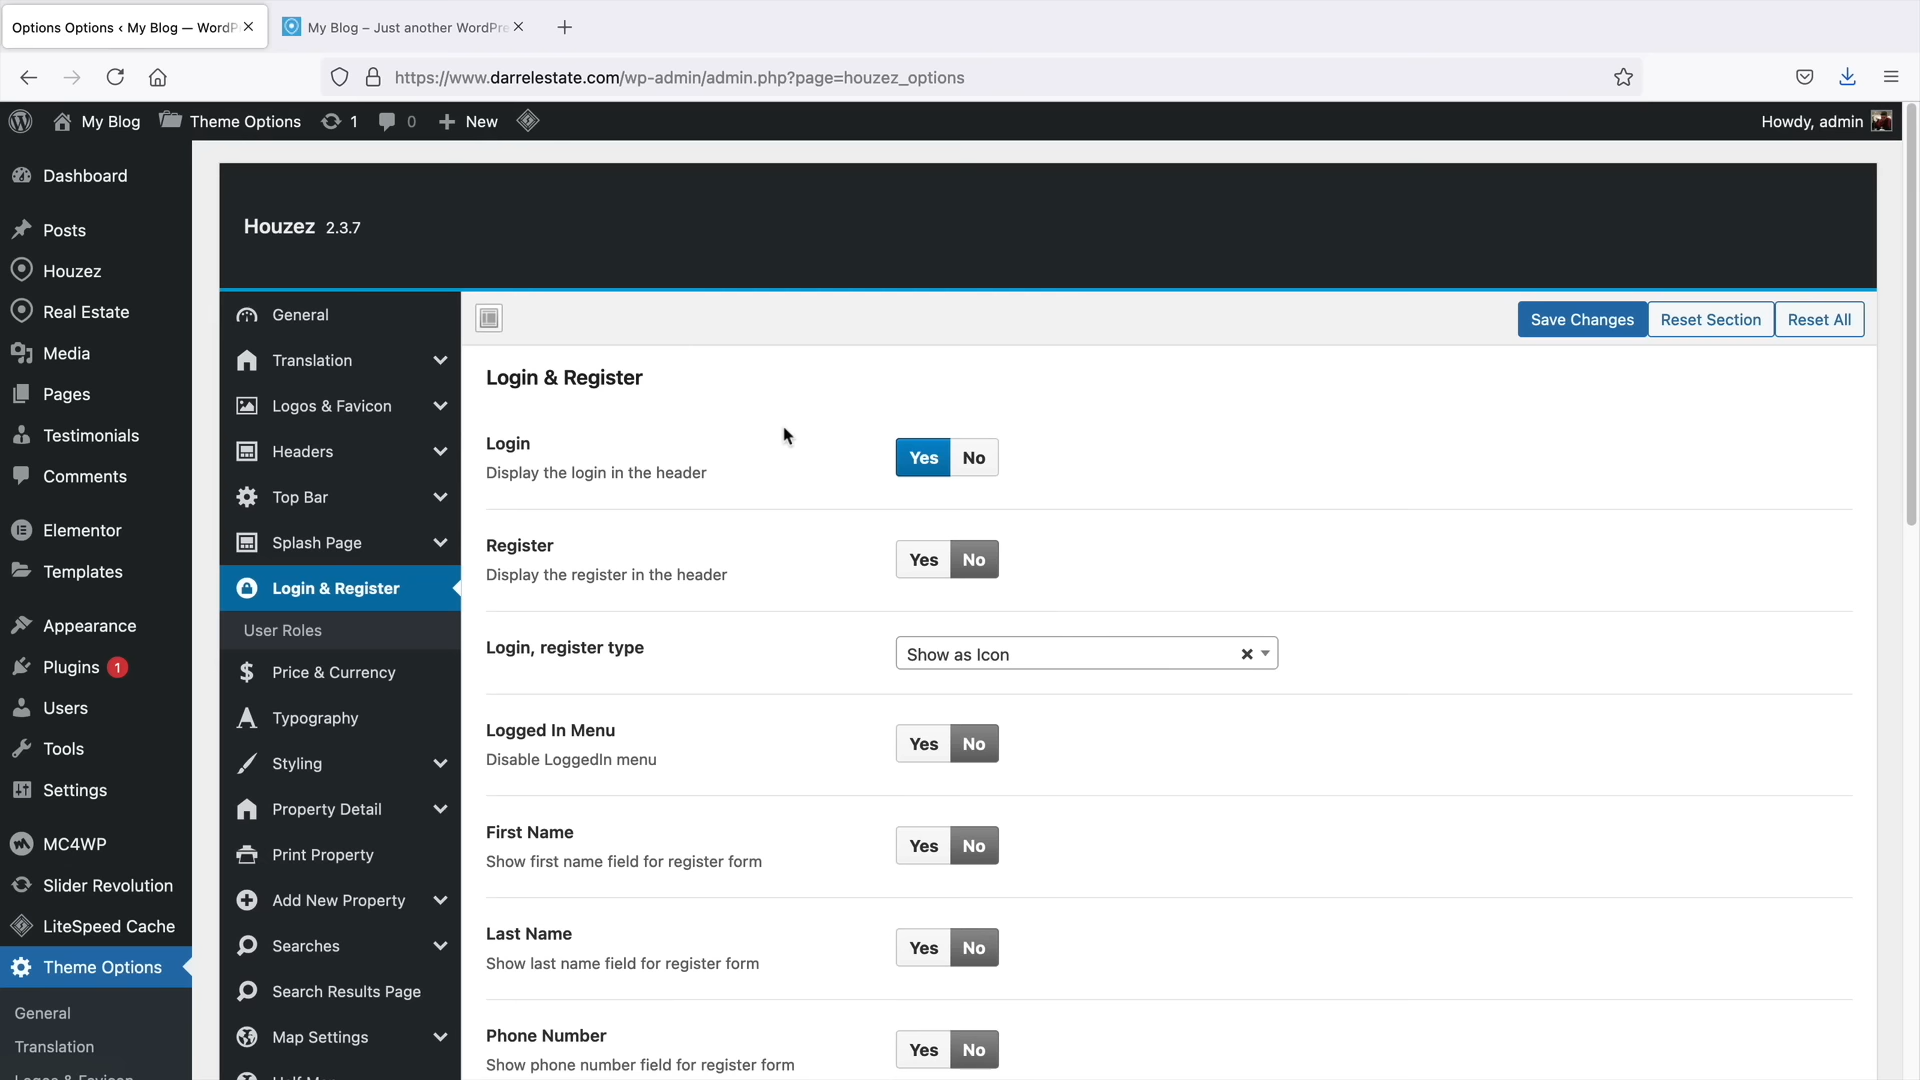 Options Options ‹ My Blog — WordP
My Blog – Just another WordPre
https://www.darrelestate.com/wp-admin/admin.php?page=houzez_options
My Blog
Theme Options
1
0
New
Howdy, admin
Dashboard
Posts
Houzez
Real Estate
Media
Pages
Testimonials
Comments
Elementor
Templates
Appearance
Plugins 1
Users
Tools
Settings
MC4WP
Slider Revolution
LiteSpeed Cache
Theme Options
General
Translation
Houzez 2.3.7
General
Translation
Logos & Favicon
Headers
Top Bar
Splash Page
Login & Register
User Roles
Price & Currency
Typography
Styling
Property Detail
Print Property
Add New Property
Searches
Search Results Page
Map Settings
Save Changes
Reset Section
Reset All
Login & Register
Login
Display the login in the header
Yes No
Register
Display the register in the header
Yes No
Login, register type
Show as Icon
Logged In Menu
Disable LoggedIn menu
Yes No
First Name
Show first name field for register form
Yes No
Last Name
Show last name field for register form
Yes No
Phone Number
Show phone number field for register form
Yes No